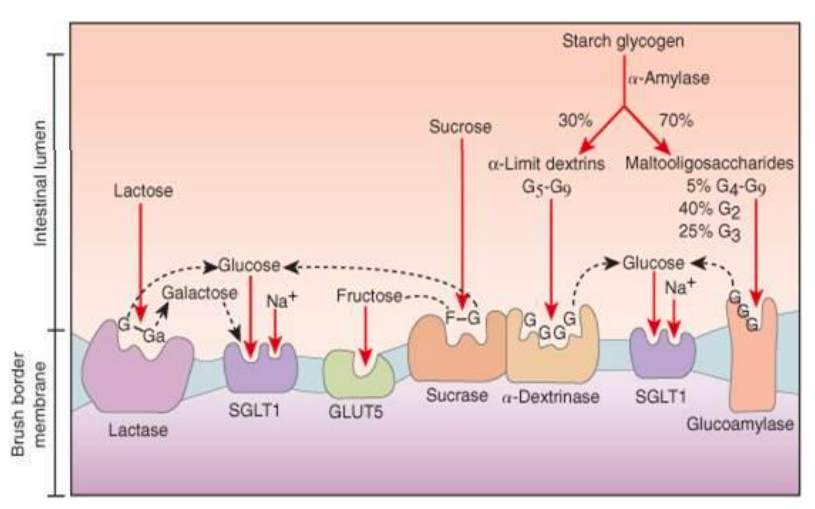 Starch glycogen
α-Amylase
30%
70%
Sucrose
α-Limit dextrins
G5-G9
Maltooligosaccharides
5% G4-G9
40% G2
25% G3
Lactose
Glucose
Galactose
Na+
Fructose
Glucose
Na+
G
Ga
F-G
G
G
G
G
G
G
G
SGLT1
GLUT5
Sucrase
α-Dextrinase
SGLT1
Glucoamylase
Lactase
Intestinal lumen
Brush border
membrane